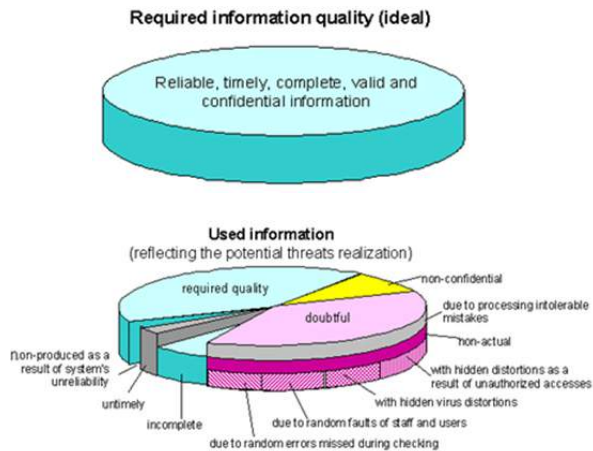 Required information quality (ideal)
Reliable, timely, complete, valid and
confidential information
Used information
(reflecting the potential threats realization)
required quality
non-confidential
doubtful
due to processing intolerable
mistakes
non-actual
non-produced as a
result of system's
unreliability
with hidden distortions as a
result of unauthorized accesses
untimely
with hidden virus distortions
incomplete
due to random faults of staff and users
due to random errors missed during checking